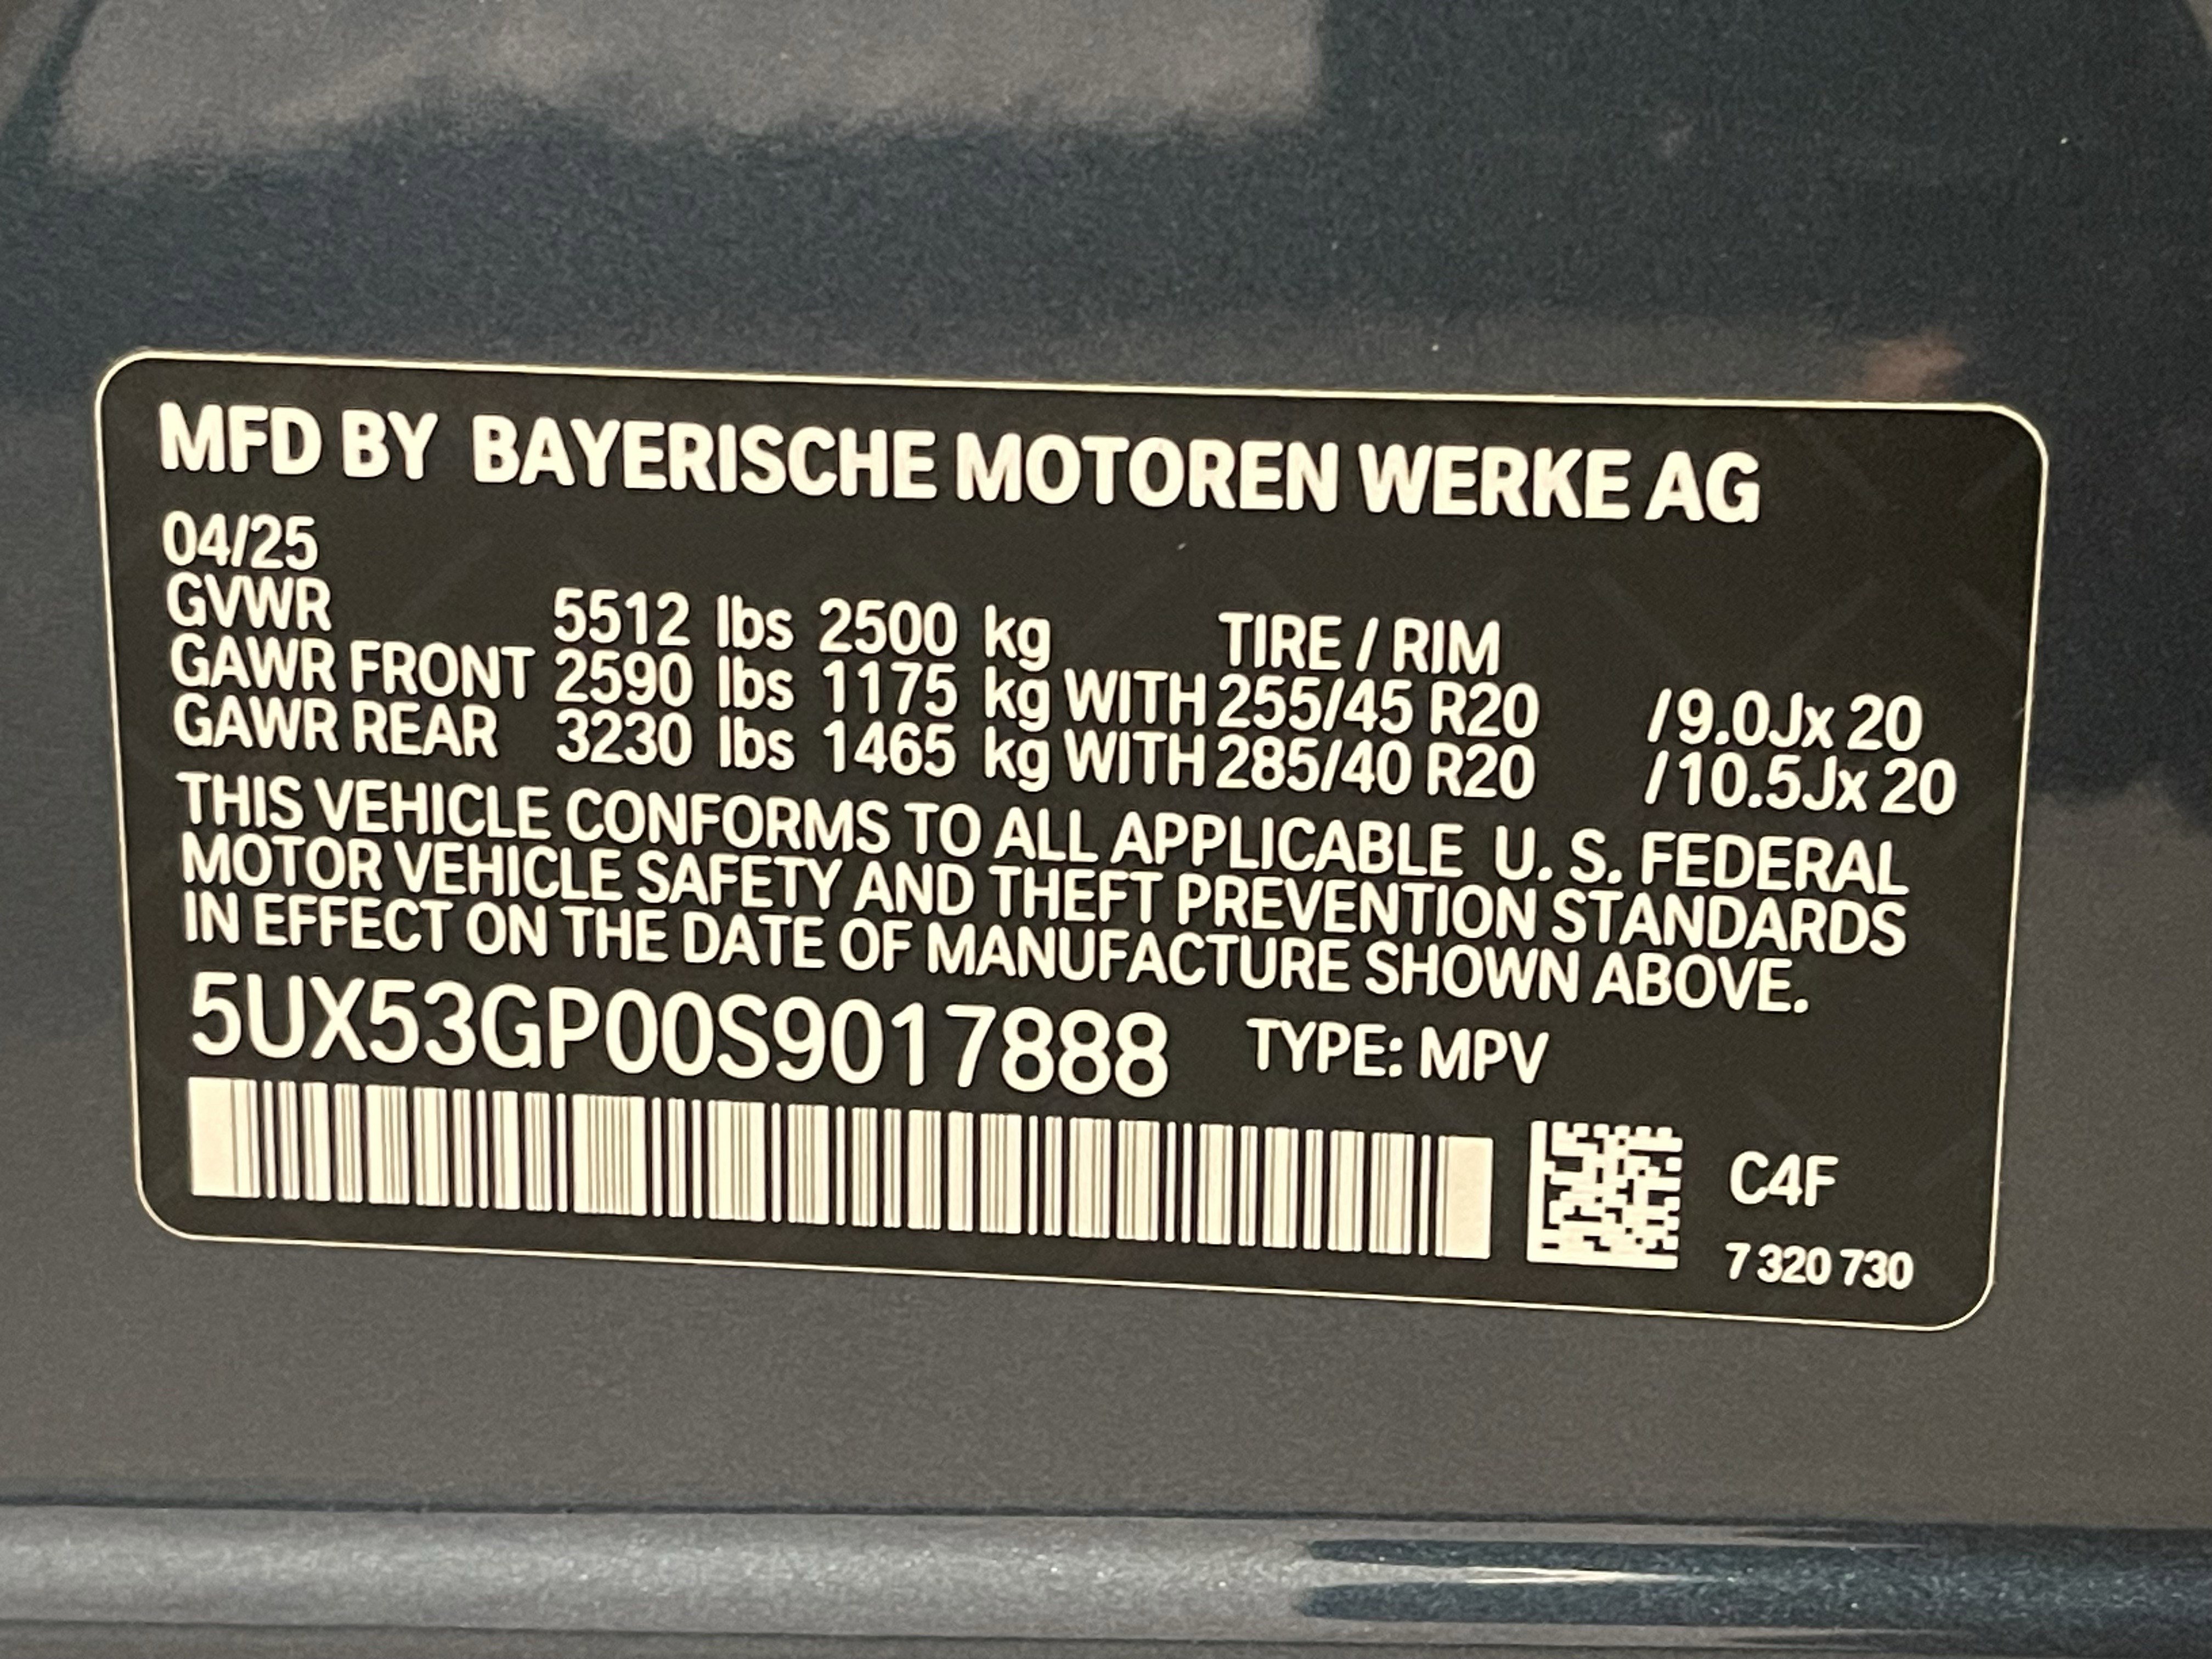 MFD BY BAYERISCHE MOTOREN WERKE AG
04/25
GVWR 5512 lbs 2500 kg TIRE / RIM
GAWR FRONT 2590 lbs 1175 kg WITH 255/45 R20 /9.0Jx 20
GAWR REAR 3230 lbs 1465 kg WITH 285/40 R20 /10.5Jx 20
THIS VEHICLE CONFORMS TO ALL APPLICABLE U. S. FEDERAL
MOTOR VEHICLE SAFETY AND THEFT PREVENTION STANDARDS
IN EFFECT ON THE DATE OF MANUFACTURE SHOWN ABOVE.
5UX53GP00S9017888 TYPE: MPV
C4F
7 320 730